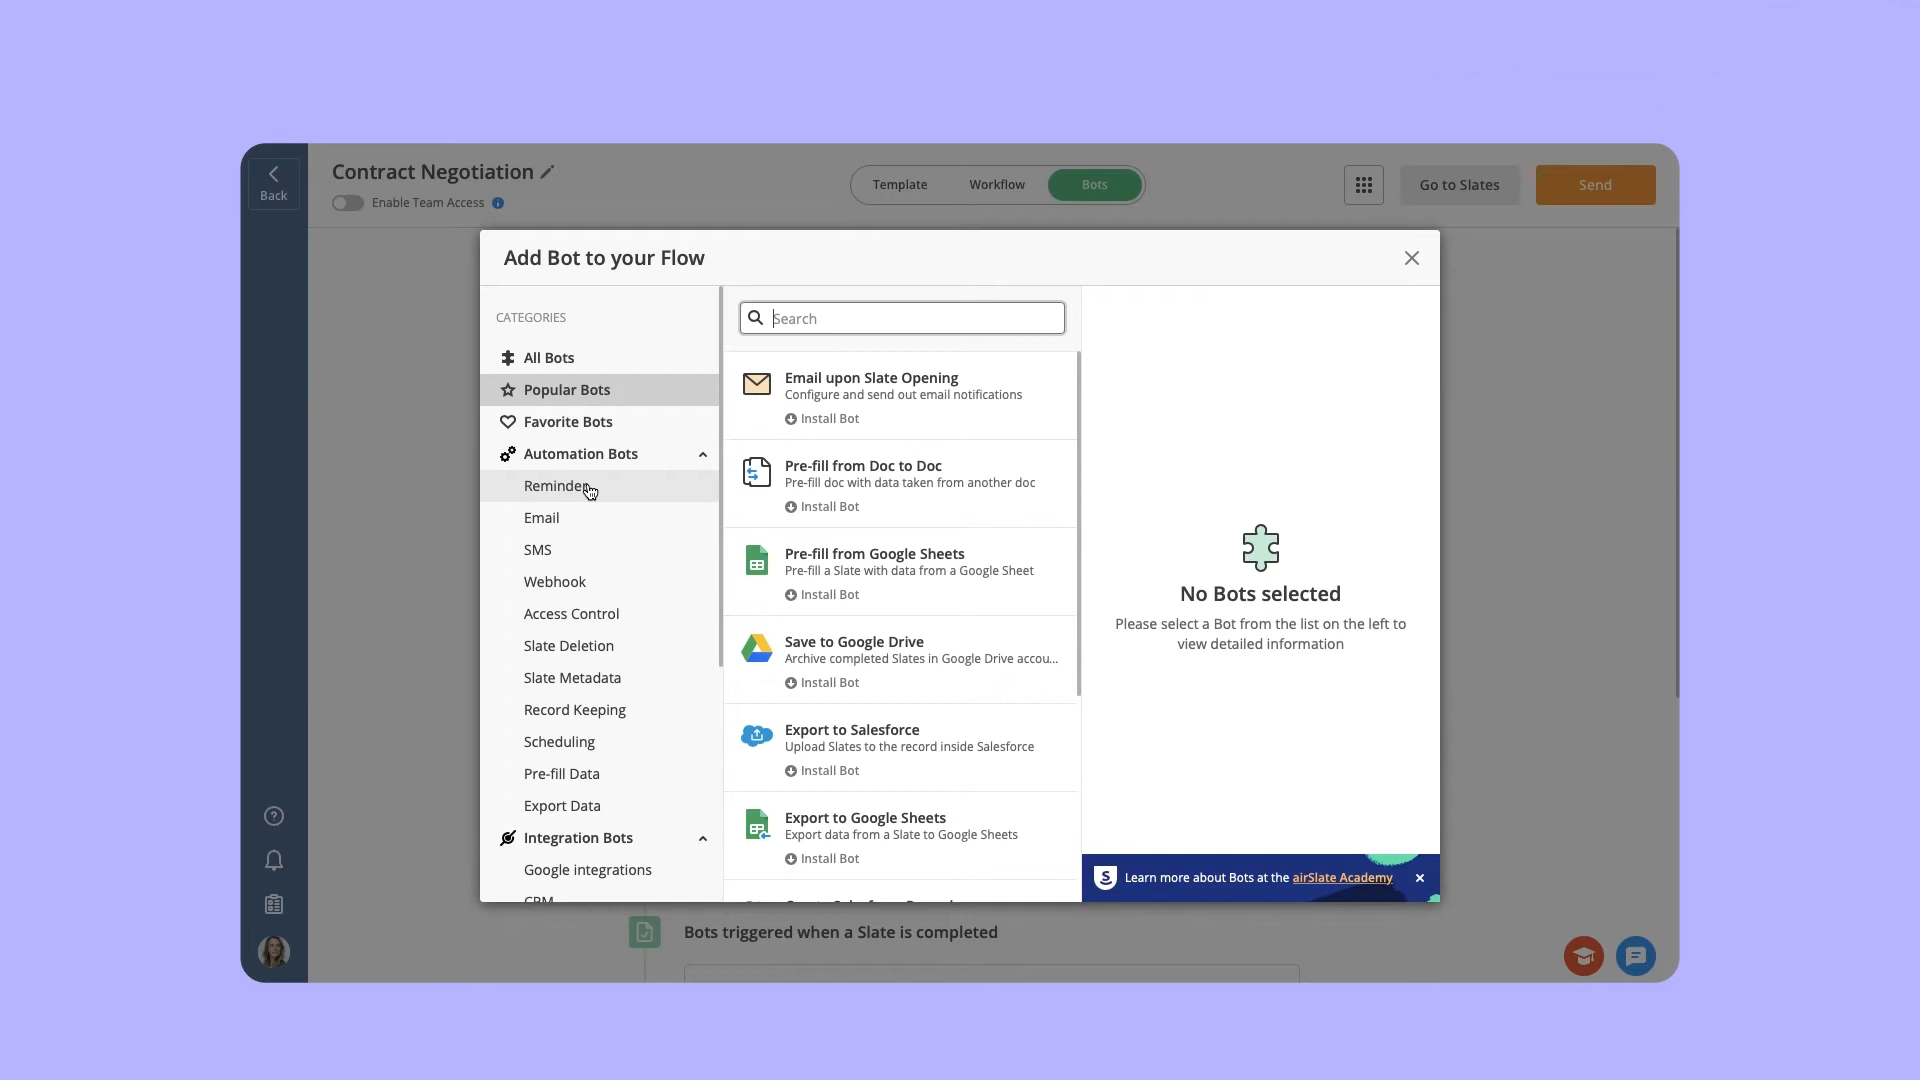 Back
Contract Negotiation
Enable Team Access
Template
Workflow
Bots
Go to Slates
Send
Add Bot to your Flow
CATEGORIES
All Bots
Popular Bots
Favorite Bots
Automation Bots
Reminder
Email
SMS
Webhook
Access Control
Slate Deletion
Slate Metadata
Record Keeping
Scheduling
Pre-fill Data
Export Data
Integration Bots
Google integrations
CRM
Search
Email upon Slate Opening
Configure and send out email notifications
Install Bot
Pre-fill from Doc to Doc
Pre-fill doc with data taken from another doc
Install Bot
Pre-fill from Google Sheets
Pre-fill a Slate with data from a Google Sheet
Install Bot
Save to Google Drive
Archive completed Slates in Google Drive accou...
Install Bot
Export to Salesforce
Upload Slates to the record inside Salesforce
Install Bot
Export to Google Sheets
Export data from a Slate to Google Sheets
Install Bot
No Bots selected
Please select a Bot from the list on the left to
view detailed information
Learn more about Bots at the airSlate Academy
Bots triggered when a Slate is completed